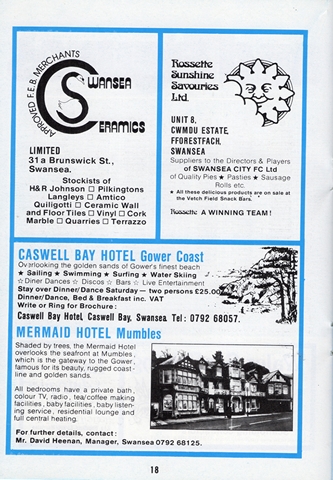 APPROVED F.E.B. MERCHANTS
SWANSEA
CERAMICS
LIMITED
31a Brunswick St.,
Swansea.
Stockists of
H&R Johnson □ Pilkingtons
Langleys □ Amtico
Quiligotti □ Ceramic Wall
and Floor Tiles □ Vinyl □ Cork
Marble □ Quarries □ Terrazzo
Rossette
Sunshine
Savouries
Ltd.
UNIT 8,
CWMDU ESTATE,
FFORESTFACH,
SWANSEA
Suppliers to the Directors & Players
of SWANSEA CITY FC Ltd
of Quality Pies ★ Pasties ★ Sausage
Rolls etc.
★ All these delicious products are on sale at
the Vetch Field Snack Bars.
Rossette A WINNING TEAM!
CASWELL BAY HOTEL Gower Coast
Overlooking the golden sands of Gower's finest beach
★ Sailing ★ Swimming ★ Surfing ★ Water Skiing
☆ Diner Dances ☆ Discos ☆ Bars ☆ Live Entertainment
Stay over Dinner/Dance Saturday — two persons £25.00
Dinner/Dance, Bed & Breakfast inc. VAT
Write or Ring for Brochure:
Caswell Bay Hotel, Caswell Bay, Swansea Tel: 0792 68057.
MERMAID HOTEL Mumbles
Shaded by trees, the Mermaid Hotel
overlooks the seafront at Mumbles,
which is the gateway to the Gower,
famous for its beauty, rugged coast-
line and golden sands.
All bedrooms have a private bath,
colour TV, radio, tea/coffee making
facilities, baby facilities, baby listen-
ing service, residential lounge and
full central heating.
For further details, contact:
Mr. David Heenan, Manager, Swansea 0792 68125.
18